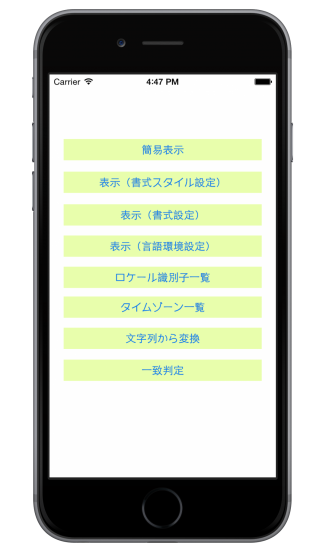 Carrier 4:47 PM
簡易表示
表示（書式スタイル設定）
表示（書式設定）
表示（言語環境設定）
ロケール識別子一覧
タイムゾーン一覧
文字列から変換
一致判定